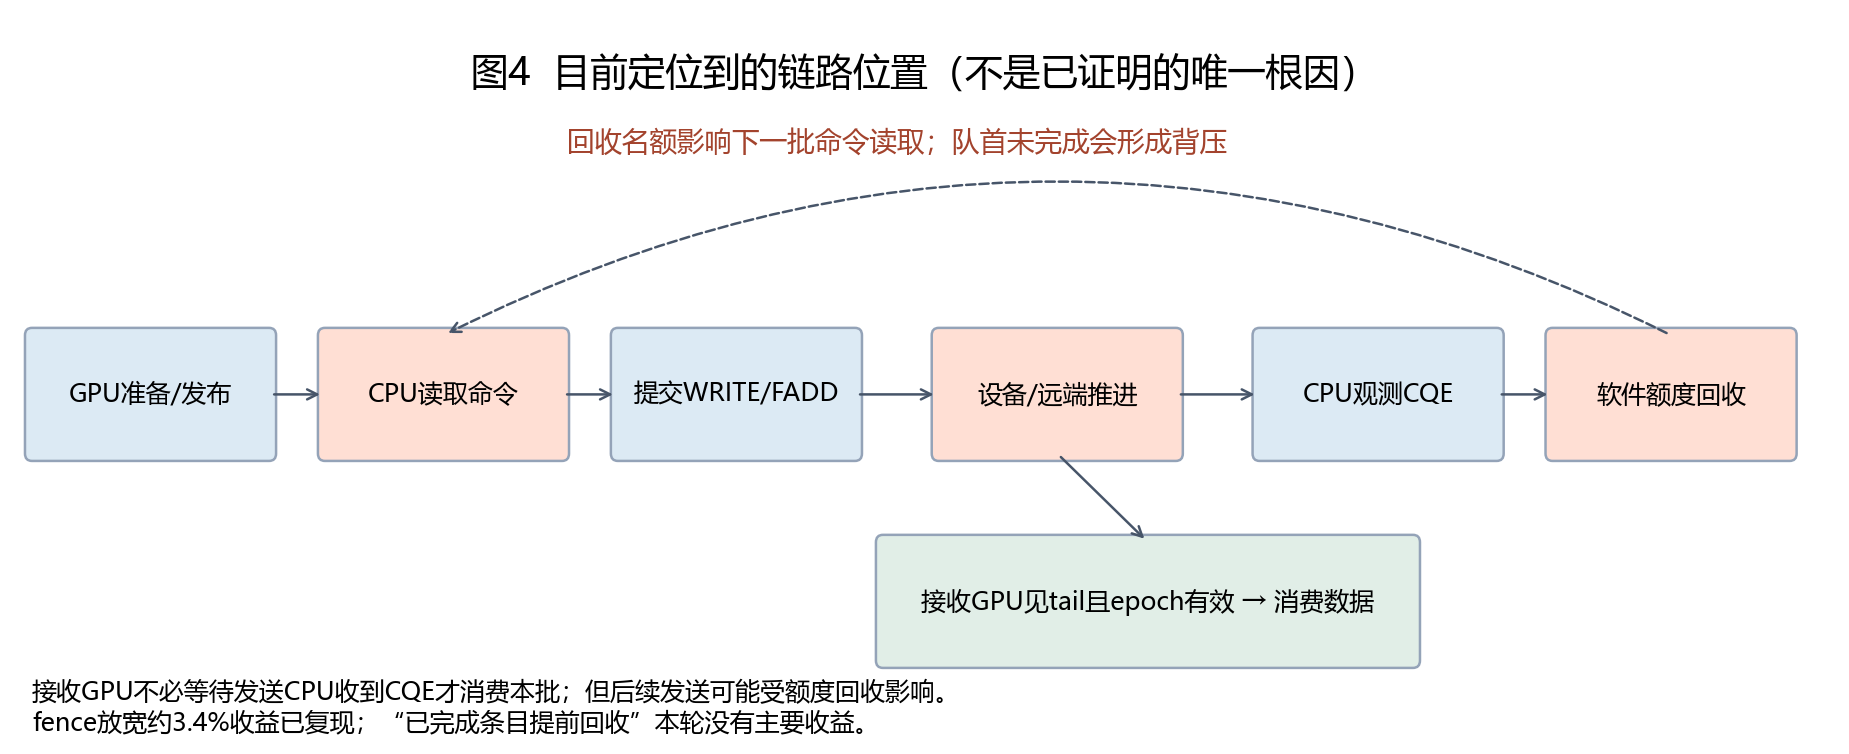 图4 目前定位到的链路位置（不是已证明的唯一根因）
回收名额影响下一批命令读取；队首未完成会形成背压
GPU准备/发布
CPU读取命令
提交WRITE/FADD
设备/远端推进
CPU观测CQE
软件额度回收
接收GPU见tail且epoch有效 → 消费数据
接收GPU不必等待发送CPU收到CQE才消费本批；但后续发送可能受额度回收影响。
fence放宽约3.4%收益已复现；“已完成条目提前回收”本轮没有主要收益。